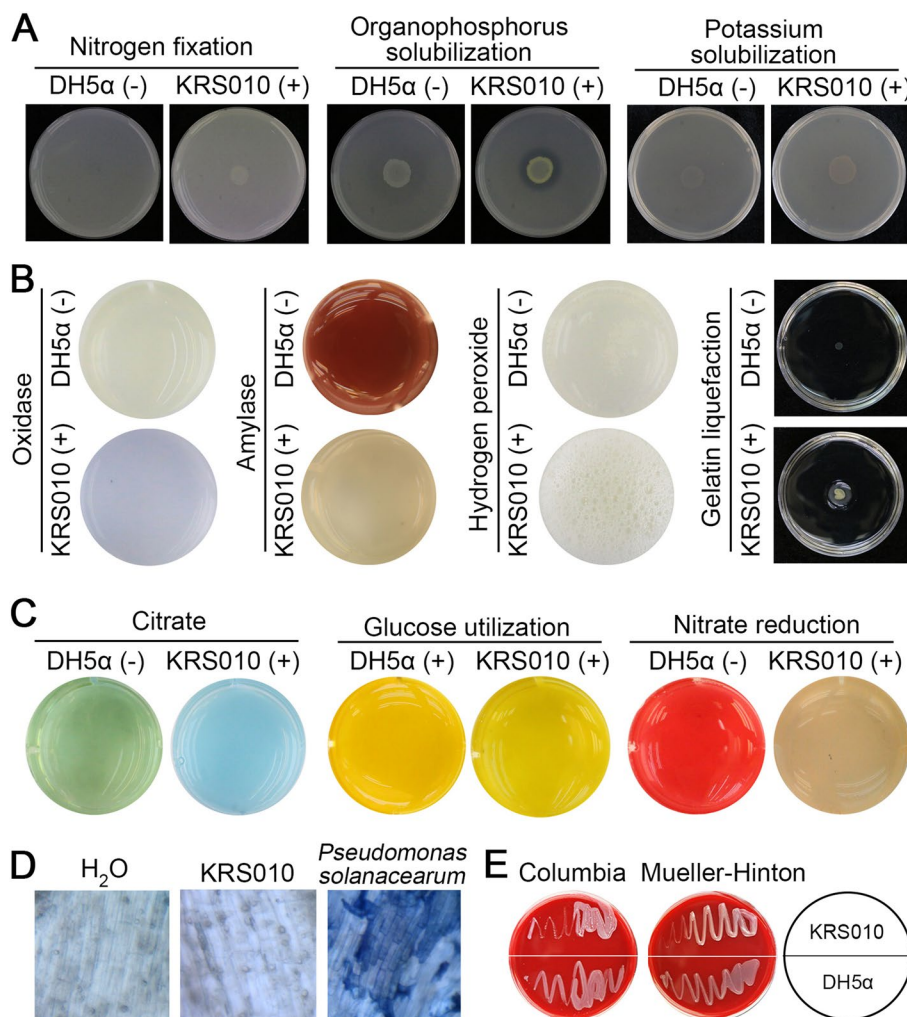 A
Nitrogen fixation
Organophosphorus
solubilization
Potassium
solubilization
DH5α (-) KRS010 (+)
DH5α (-) KRS010 (+)
DH5α (-) KRS010 (+)
B
Oxidase
DH5α (-)
KRS010 (+)
Amylase
DH5α (-)
KRS010 (+)
Hydrogen peroxide
DH5α (-)
KRS010 (+)
Gelatin liquefaction
DH5α (-)
KRS010 (+)
C
Citrate
DH5α (-) KRS010 (+)
Glucose utilization
DH5α (+) KRS010 (+)
Nitrate reduction
DH5α (-) KRS010 (+)
D
H₂O
KRS010
Pseudomonas
solanacearum
E
Columbia Mueller-Hinton
KRS010
DH5α